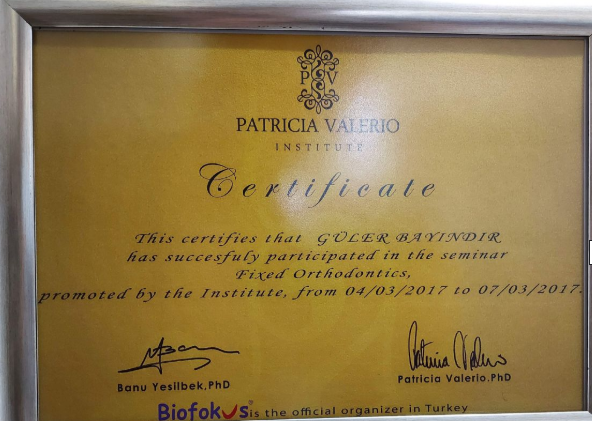 P V
PATRICIA VALERIO
INSTITUTE
Certificate
This certifies that GÜLER BAYINDIR
has succesfuly participated in the seminar
Fixed Orthodontics,
promoted by the Institute, from 04/03/2017 to 07/03/2017.
Banu Yesilbek,PhD
Patricia Valerio
Patricia Valerio.PhD
Biofokus is the official organizer in Turkey